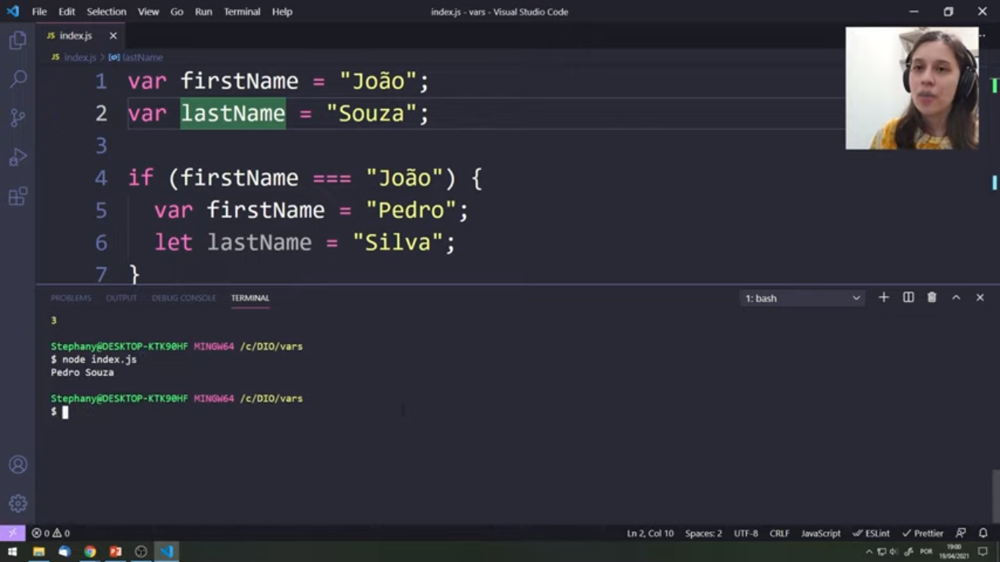 File Edit Selection View Go Run Terminal Help index.js - vars - Visual Studio Code
JS index.js
JS index.js > lastName
1 var firstName = "João";
2 var lastName = "Souza";
3
4 if (firstName === "João") {
5 var firstName = "Pedro";
6 let lastName = "Silva";
7 }
PROBLEMS OUTPUT DEBUG CONSOLE TERMINAL 1: bash
3
Stephany@DESKTOP-KTK90HF MINGW64 /c/DIO/vars
$ node index.js
Pedro Souza
Stephany@DESKTOP-KTK90HF MINGW64 /c/DIO/vars
$
0 0 Ln 2, Col 10 Spaces: 2 UTF-8 CRLF JavaScript ESLint Prettier
POR 19:00
19/04/2021